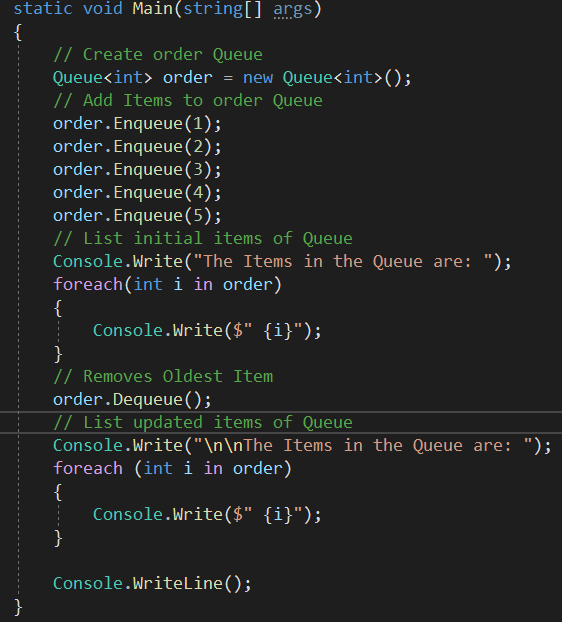 static void Main(string[] args)
{
// Create order Queue
Queue<int> order = new Queue<int>();
// Add Items to order Queue
order.Enqueue(1);
order.Enqueue(2);
order.Enqueue(3);
order.Enqueue(4);
order.Enqueue(5);
// List initial items of Queue
Console.Write("The Items in the Queue are: ");
foreach(int i in order)
{
Console.Write($" {i}");
}
// Removes Oldest Item
order.Dequeue();
// List updated items of Queue
Console.Write("\n\nThe Items in the Queue are: ");
foreach (int i in order)
{
Console.Write($" {i}");
}
Console.WriteLine();
}